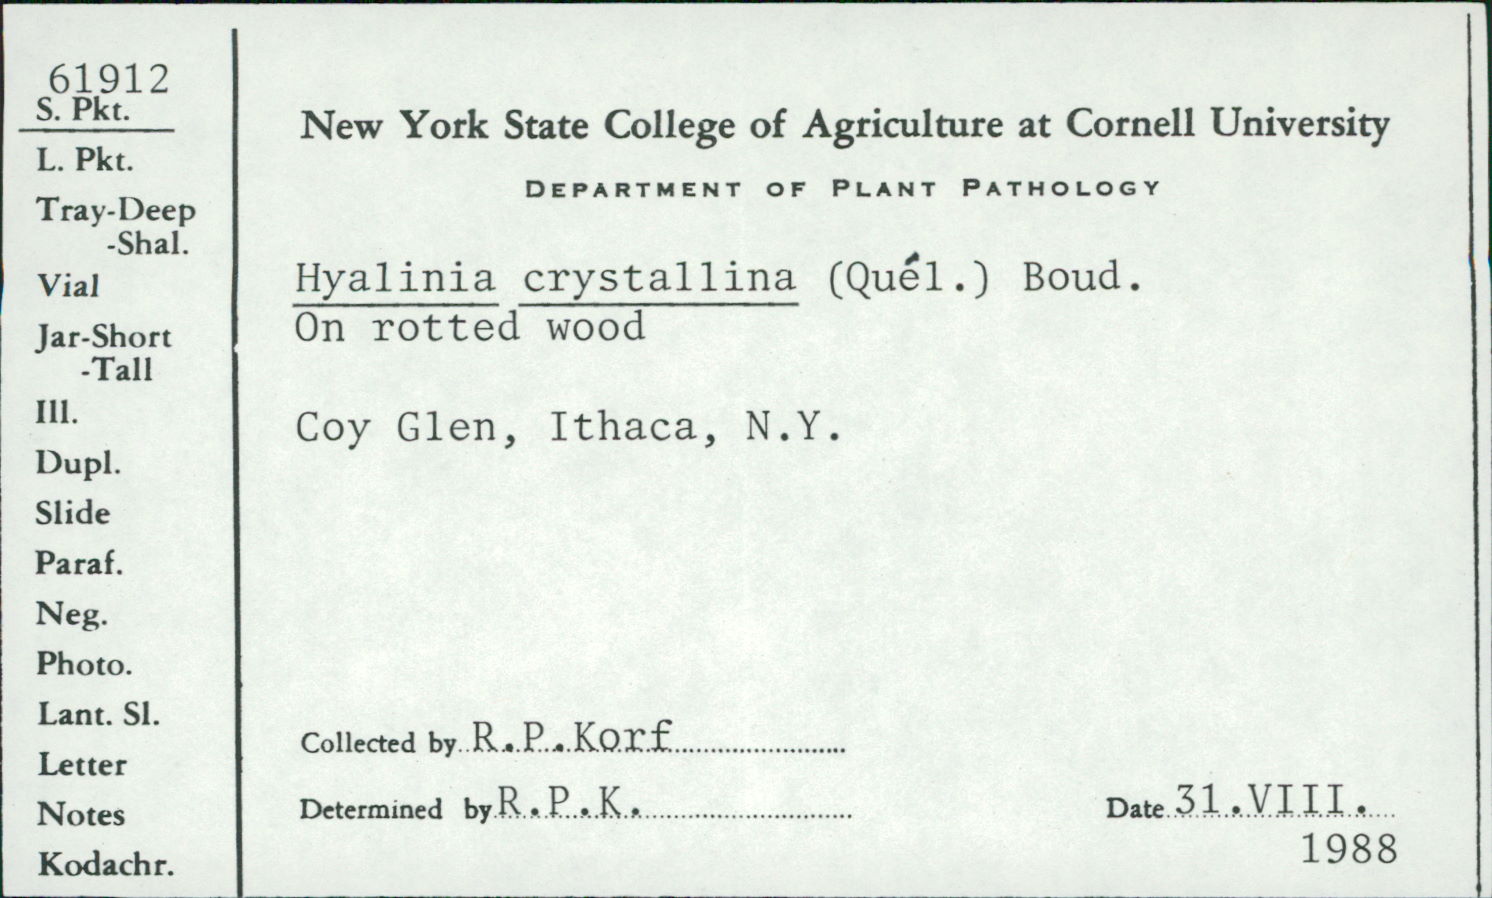 61912
S. Pkt.
L. Pkt.
Tray-Deep
-Shal.
Vial
Jar-Short
-Tall
Ill.
Dupl.
Slide
Paraf.
Neg.
Photo.
Lant. Sl.
Letter
Notes
Kodachr.
New York State College of Agriculture at Cornell University
DEPARTMENT OF PLANT PATHOLOGY
Hyalinia crystallina (Quél.) Boud.
On rotted wood
Coy Glen, Ithaca, N.Y.
Collected by R.P.Korf
Determined by R.P.K.
Date 31.VIII.
1988